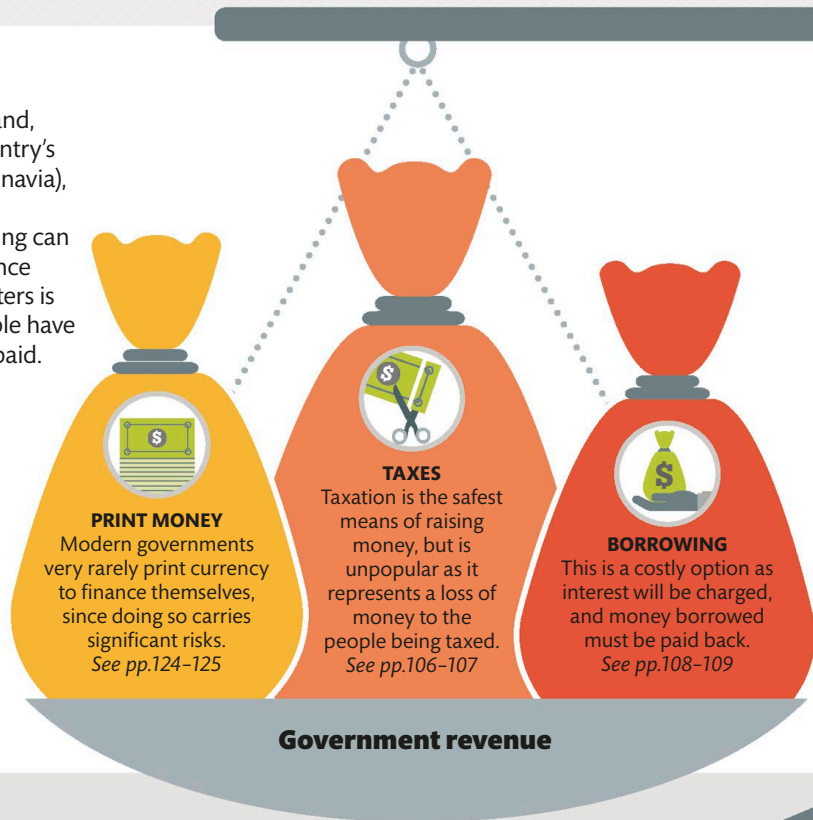 and,
ntry's
navia),
ng can
nce
ters is
ple have
paid.
$
$
$
PRINT MONEY
Modern governments
very rarely print currency
to finance themselves,
since doing so carries
significant risks.
See pp.124–125
TAXES
Taxation is the safest
means of raising
money, but is
unpopular as it
represents a loss of
money to the
people being taxed.
See pp.106–107
BORROWING
This is a costly option as
interest will be charged,
and money borrowed
must be paid back.
See pp.108–109
Government revenue